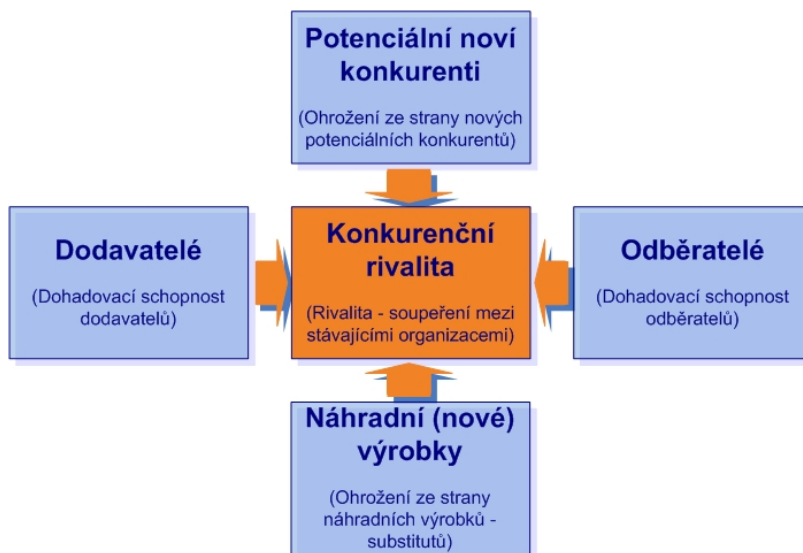 Potenciální noví
konkurenti
(Ohrožení ze strany nových
potenciálních konkurentů)
Dodavatelé
(Dohadovací schopnost
dodavatelů)
Konkurenční
rivalita
(Rivalita - soupeření mezi
stávajícími organizacemi)
Odběratelé
(Dohadovací schopnost
odběratelů)
Náhradní (nové)
výrobky
(Ohrožení ze strany
náhradních výrobků -
substitutů)